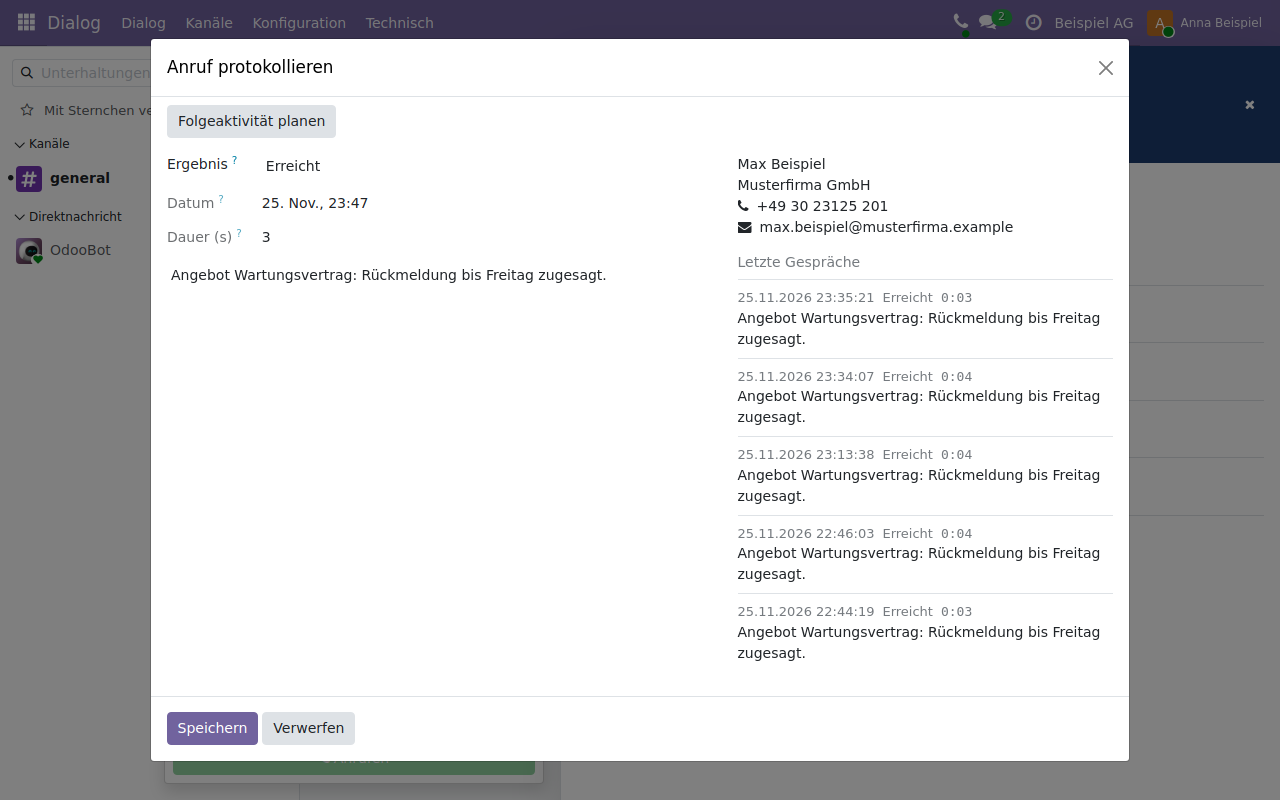 Dialog Dialog Kanäle Konfiguration Technisch 2 Beispiel AG A Anna Beispiel
Unterhaltungen
Mit Sternchen ve
Kanäle
general
Direktnachricht
OdooBot
Anruf protokollieren
Folgeaktivität planen
Ergebnis ? Erreicht
Datum ? 25. Nov., 23:47
Dauer (s) ? 3
Angebot Wartungsvertrag: Rückmeldung bis Freitag zugesagt.
Max Beispiel
Musterfirma GmbH
+49 30 23125 201
max.beispiel@musterfirma.example
Letzte Gespräche
25.11.2026 23:35:21 Erreicht 0:03
Angebot Wartungsvertrag: Rückmeldung bis Freitag
zugesagt.
25.11.2026 23:34:07 Erreicht 0:04
Angebot Wartungsvertrag: Rückmeldung bis Freitag
zugesagt.
25.11.2026 23:13:38 Erreicht 0:04
Angebot Wartungsvertrag: Rückmeldung bis Freitag
zugesagt.
25.11.2026 22:46:03 Erreicht 0:04
Angebot Wartungsvertrag: Rückmeldung bis Freitag
zugesagt.
25.11.2026 22:44:19 Erreicht 0:03
Angebot Wartungsvertrag: Rückmeldung bis Freitag
zugesagt.
Speichern Verwerfen